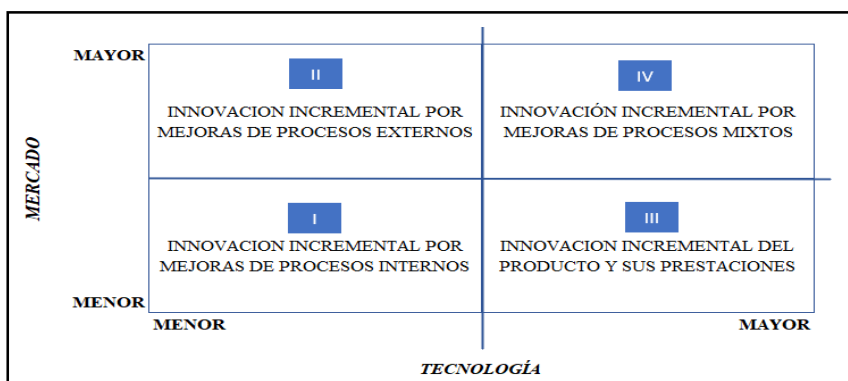 MAYOR
II
IV
INNOVACION INCREMENTAL POR
MEJORAS DE PROCESOS EXTERNOS
INNOVACIÓN INCREMENTAL POR
MEJORAS DE PROCESOS MIXTOS
MERCADO
I
III
INNOVACION INCREMENTAL POR
MEJORAS DE PROCESOS INTERNOS
INNOVACION INCREMENTAL DEL
PRODUCTO Y SUS PRESTACIONES
MENOR
MENOR
MAYOR
TECNOLOGÍA